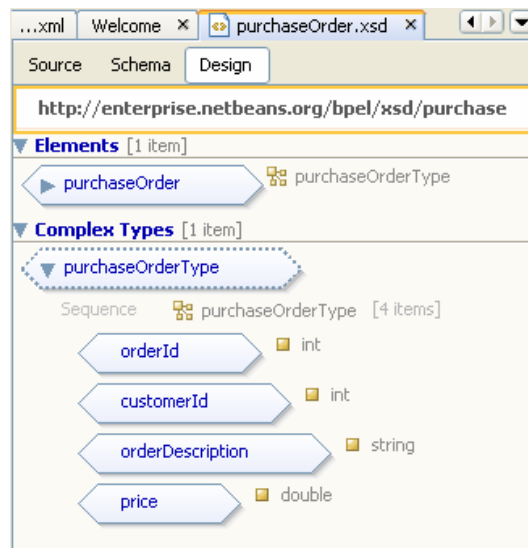 ...xml Welcome × purchaseOrder.xsd ×
Source Schema Design
http://enterprise.netbeans.org/bpel/xsd/purchase
Elements [1 item]
purchaseOrder purchaseOrderType
Complex Types [1 item]
purchaseOrderType
Sequence purchaseOrderType [4 items]
orderId int
customerId int
orderDescription string
price double